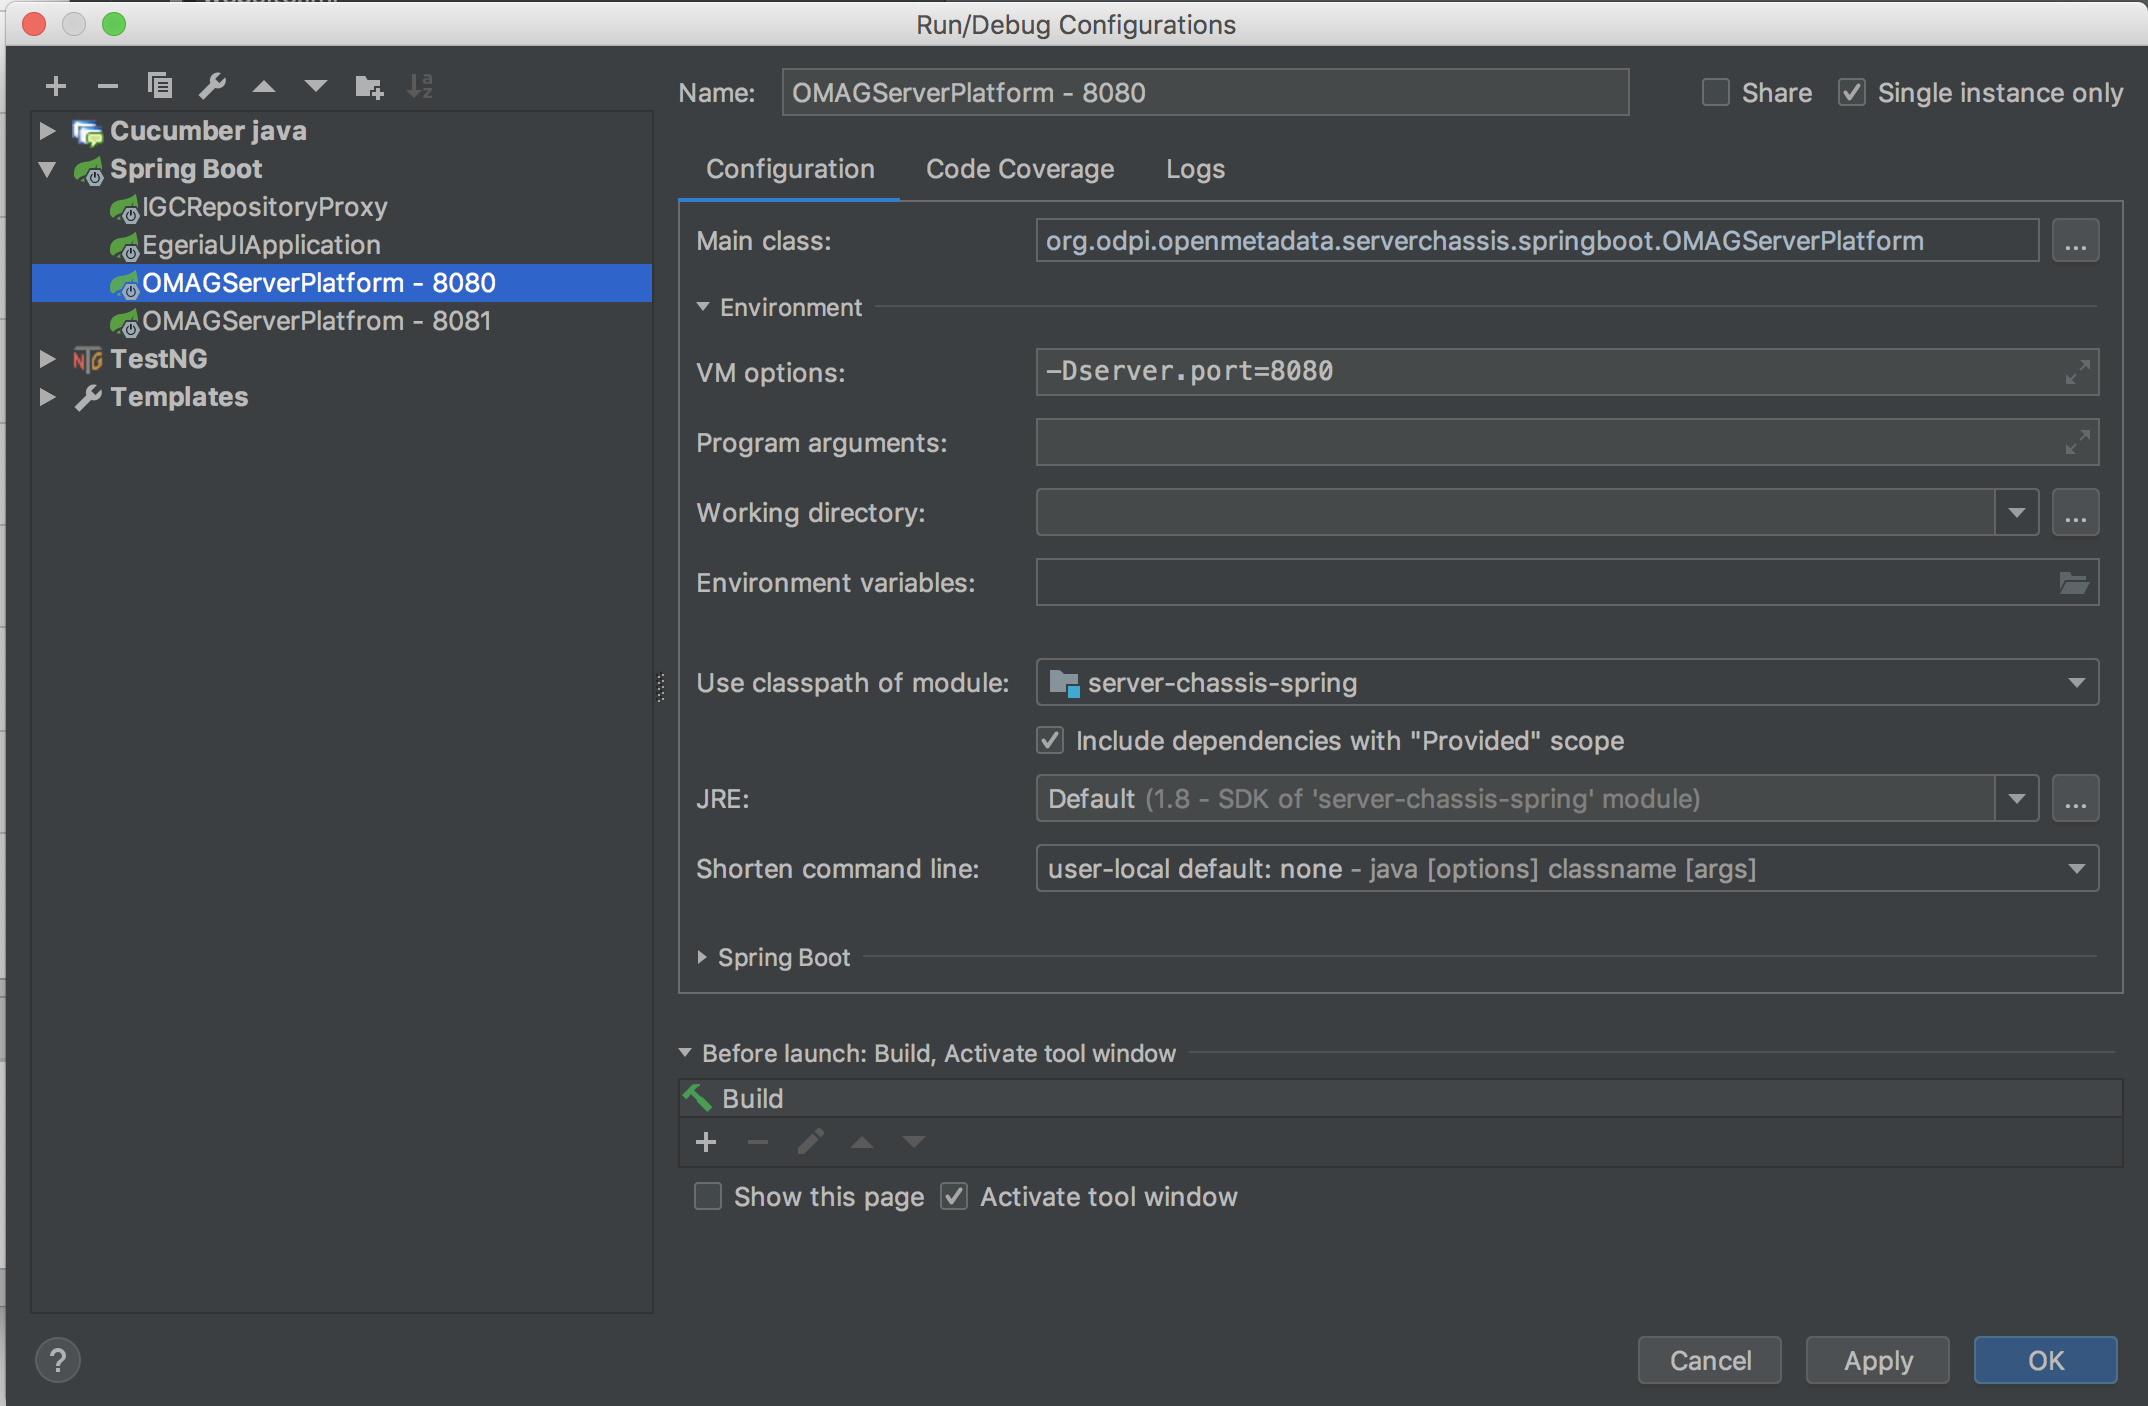 Run/Debug Configurations
Name: OMAGServerPlatform - 8080 Share Single instance only
Cucumber java
Spring Boot
IGCRepositoryProxy
EgeriaUIApplication
OMAGServerPlatform - 8080
OMAGServerPlatfrom - 8081
TestNG
Templates
Configuration Code Coverage Logs
Main class: org.odpi.openmetadata.serverchassis.springboot.OMAGServerPlatform ...
Environment
VM options: -Dserver.port=8080
Program arguments:
Working directory: ...
Environment variables:
Use classpath of module: server-chassis-spring
Include dependencies with "Provided" scope
JRE: Default (1.8 - SDK of 'server-chassis-spring' module) ...
Shorten command line: user-local default: none - java [options] classname [args]
Spring Boot
Before launch: Build, Activate tool window
Build
Show this page Activate tool window
? Cancel Apply OK